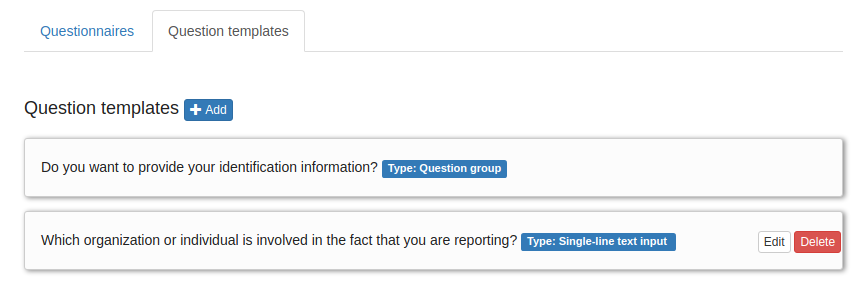 Questionnaires Question templates
Question templates Add
Do you want to provide your identification information? Type: Question group
Which organization or individual is involved in the fact that you are reporting? Type: Single-line text input Edit Delete